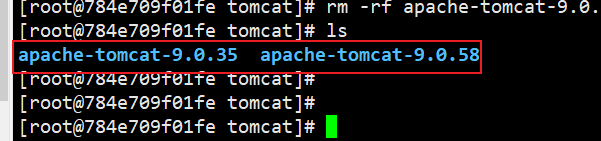 [root@784e709f01fe tomcat]# rm -rf apache-tomcat-9.0.
[root@784e709f01fe tomcat]# ls
apache-tomcat-9.0.35  apache-tomcat-9.0.58
[root@784e709f01fe tomcat]#
[root@784e709f01fe tomcat]#
[root@784e709f01fe tomcat]#